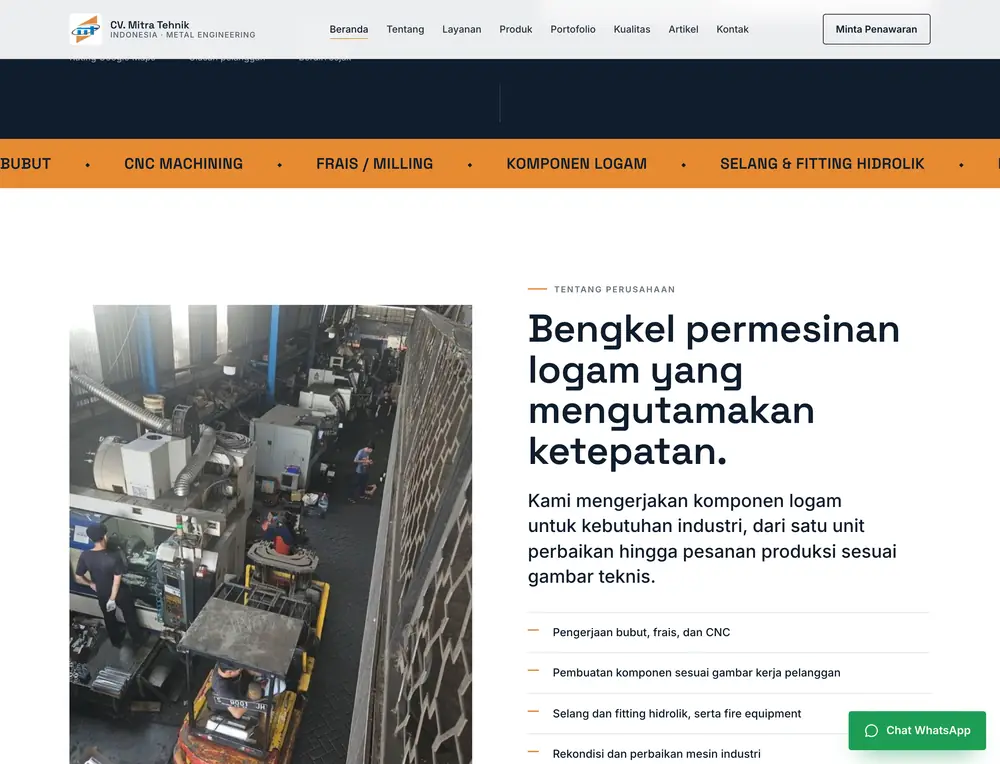 CV. Mitra Tehnik
INDONESIA · METAL ENGINEERING
Beranda
Tentang
Layanan
Produk
Portofolio
Kualitas
Artikel
Kontak
Minta Penawaran
BUBUT
CNC MACHINING
FRAIS / MILLING
KOMPONEN LOGAM
SELANG & FITTING HIDROLIK
TENTANG PERUSAHAAN
Bengkel permesinan
logam yang
mengutamakan
ketepatan.
Kami mengerjakan komponen logam
untuk kebutuhan industri, dari satu unit
perbaikan hingga pesanan produksi sesuai
gambar teknis.
Pengerjaan bubut, frais, dan CNC
Pembuatan komponen sesuai gambar kerja pelanggan
Selang dan fitting hidrolik, serta fire equipment
Rekondisi dan perbaikan mesin industri
Chat WhatsApp